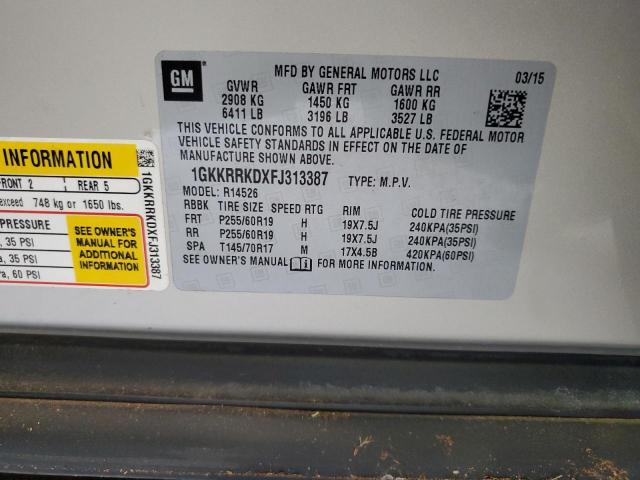 GM
MFD BY GENERAL MOTORS LLC 03/15
GVWR GAWR FRT GAWR RR
2908 KG 1450 KG 1600 KG
6411 LB 3196 LB 3527 LB
THIS VEHICLE CONFORMS TO ALL APPLICABLE U.S. FEDERAL MOTOR
VEHICLE SAFETY STANDARDS IN EFFECT ON THE DATE OF
MANUFACTURE SHOWN ABOVE.
1GKKRRKDXFJ313387 TYPE: M.P.V.
MODEL: R14526
RBBK TIRE SIZE SPEED RTG RIM COLD TIRE PRESSURE
FRT P255/60R19 H 19X7.5J 240KPA(35PSI)
RR P255/60R19 H 19X7.5J 240KPA(35PSI)
SPA T145/70R17 M 17X4.5B 420KPA(60PSI)
SEE OWNER'S MANUAL FOR MORE INFORMATION.
INFORMATION
FRONT 2 REAR 5
exceed 748 kg or 1650 lbs.
PRESSURE
, 35 PSI
a, 35 PSI
a, 60 PSI
SEE OWNER'S
MANUAL FOR
ADDITIONAL
INFORMATION
1GKKRRKDXFJ313387